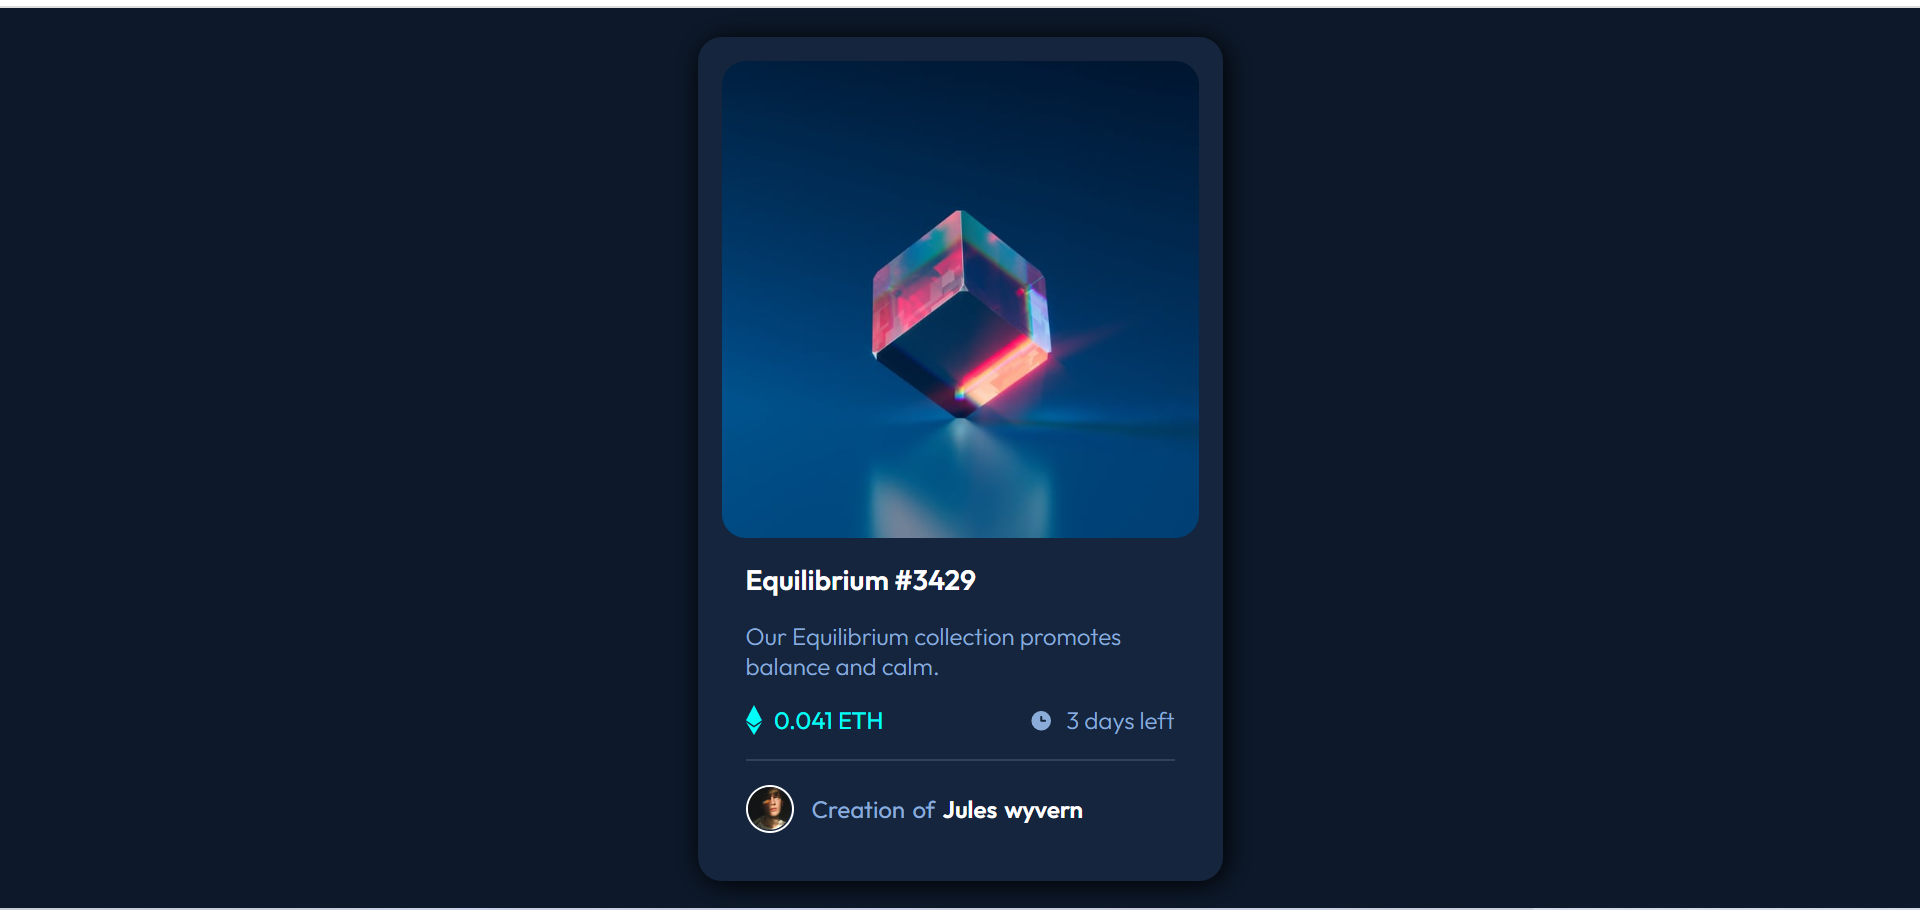 Equilibrium #3429
Our Equilibrium collection promotes
balance and calm.
0.041 ETH
3 days left
Creation of Jules wyvern